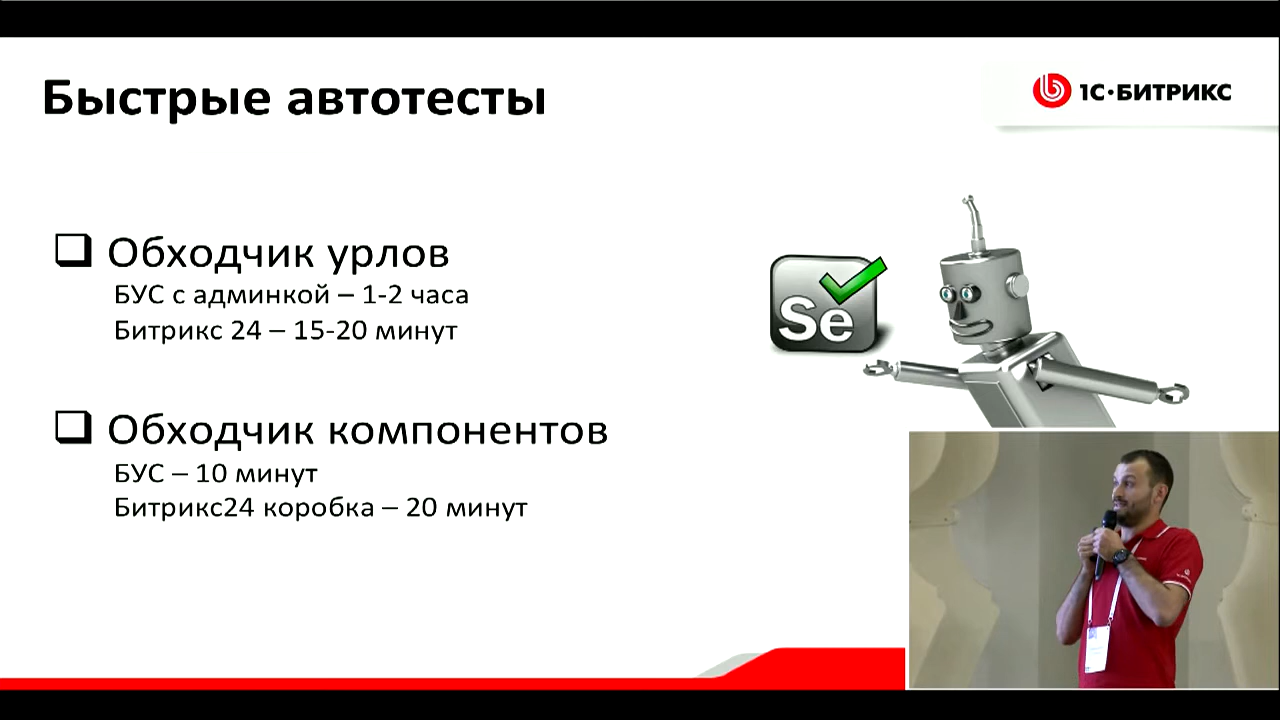 Быстрые автотесты
1С•БИТРИКС
Обходчик урлов
БУС с админкой – 1-2 часа
Битрикс 24 – 15-20 минут
Se
Обходчик компонентов
БУС – 10 минут
Битрикс24 коробка – 20 минут